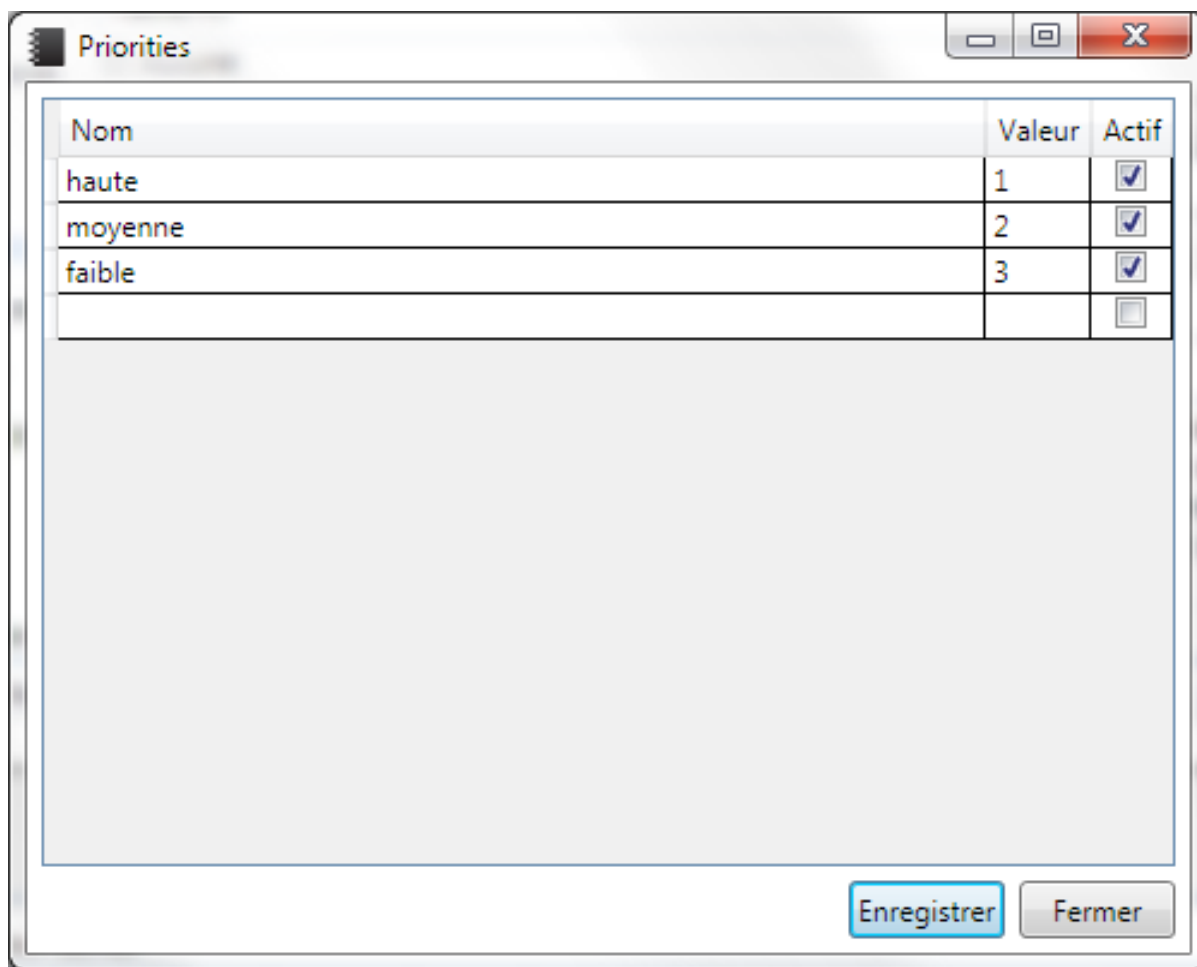 Priorities
Nom Valeur Actif
haute 1
moyenne 2
faible 3
Enregistrer Fermer